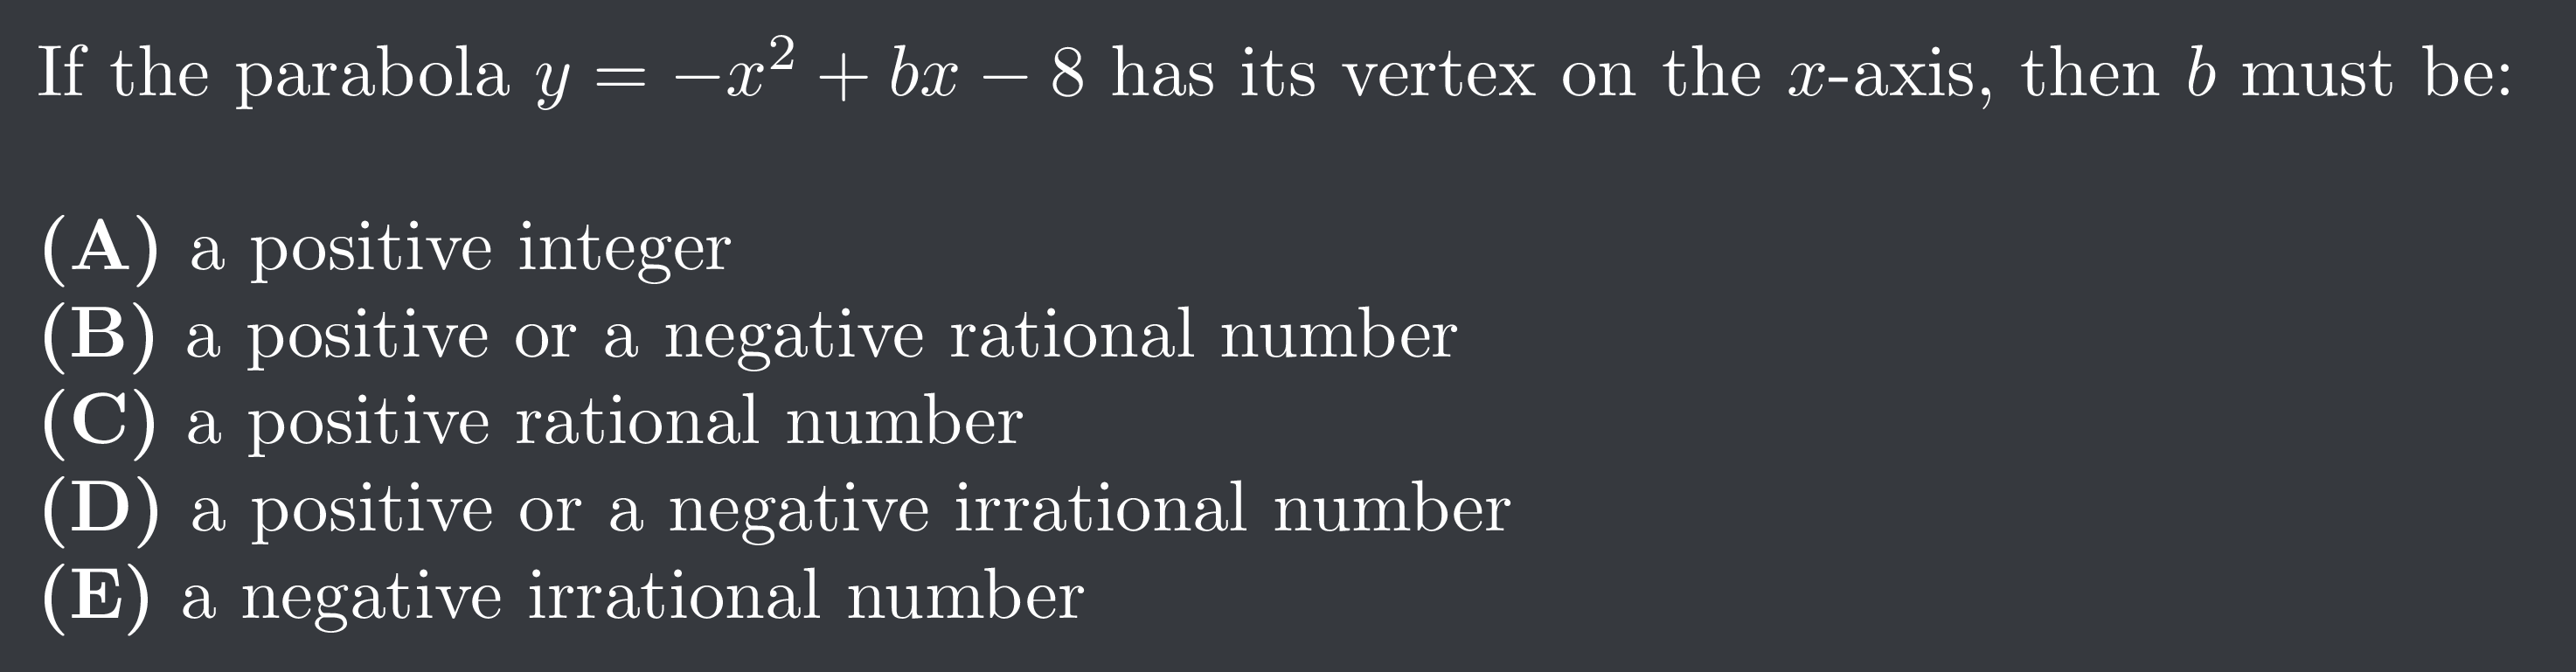 If the parabola y = −x² + bx − 8 has its vertex on the x-axis, then b must be:
(A) a positive integer
(B) a positive or a negative rational number
(C) a positive rational number
(D) a positive or a negative irrational number
(E) a negative irrational number